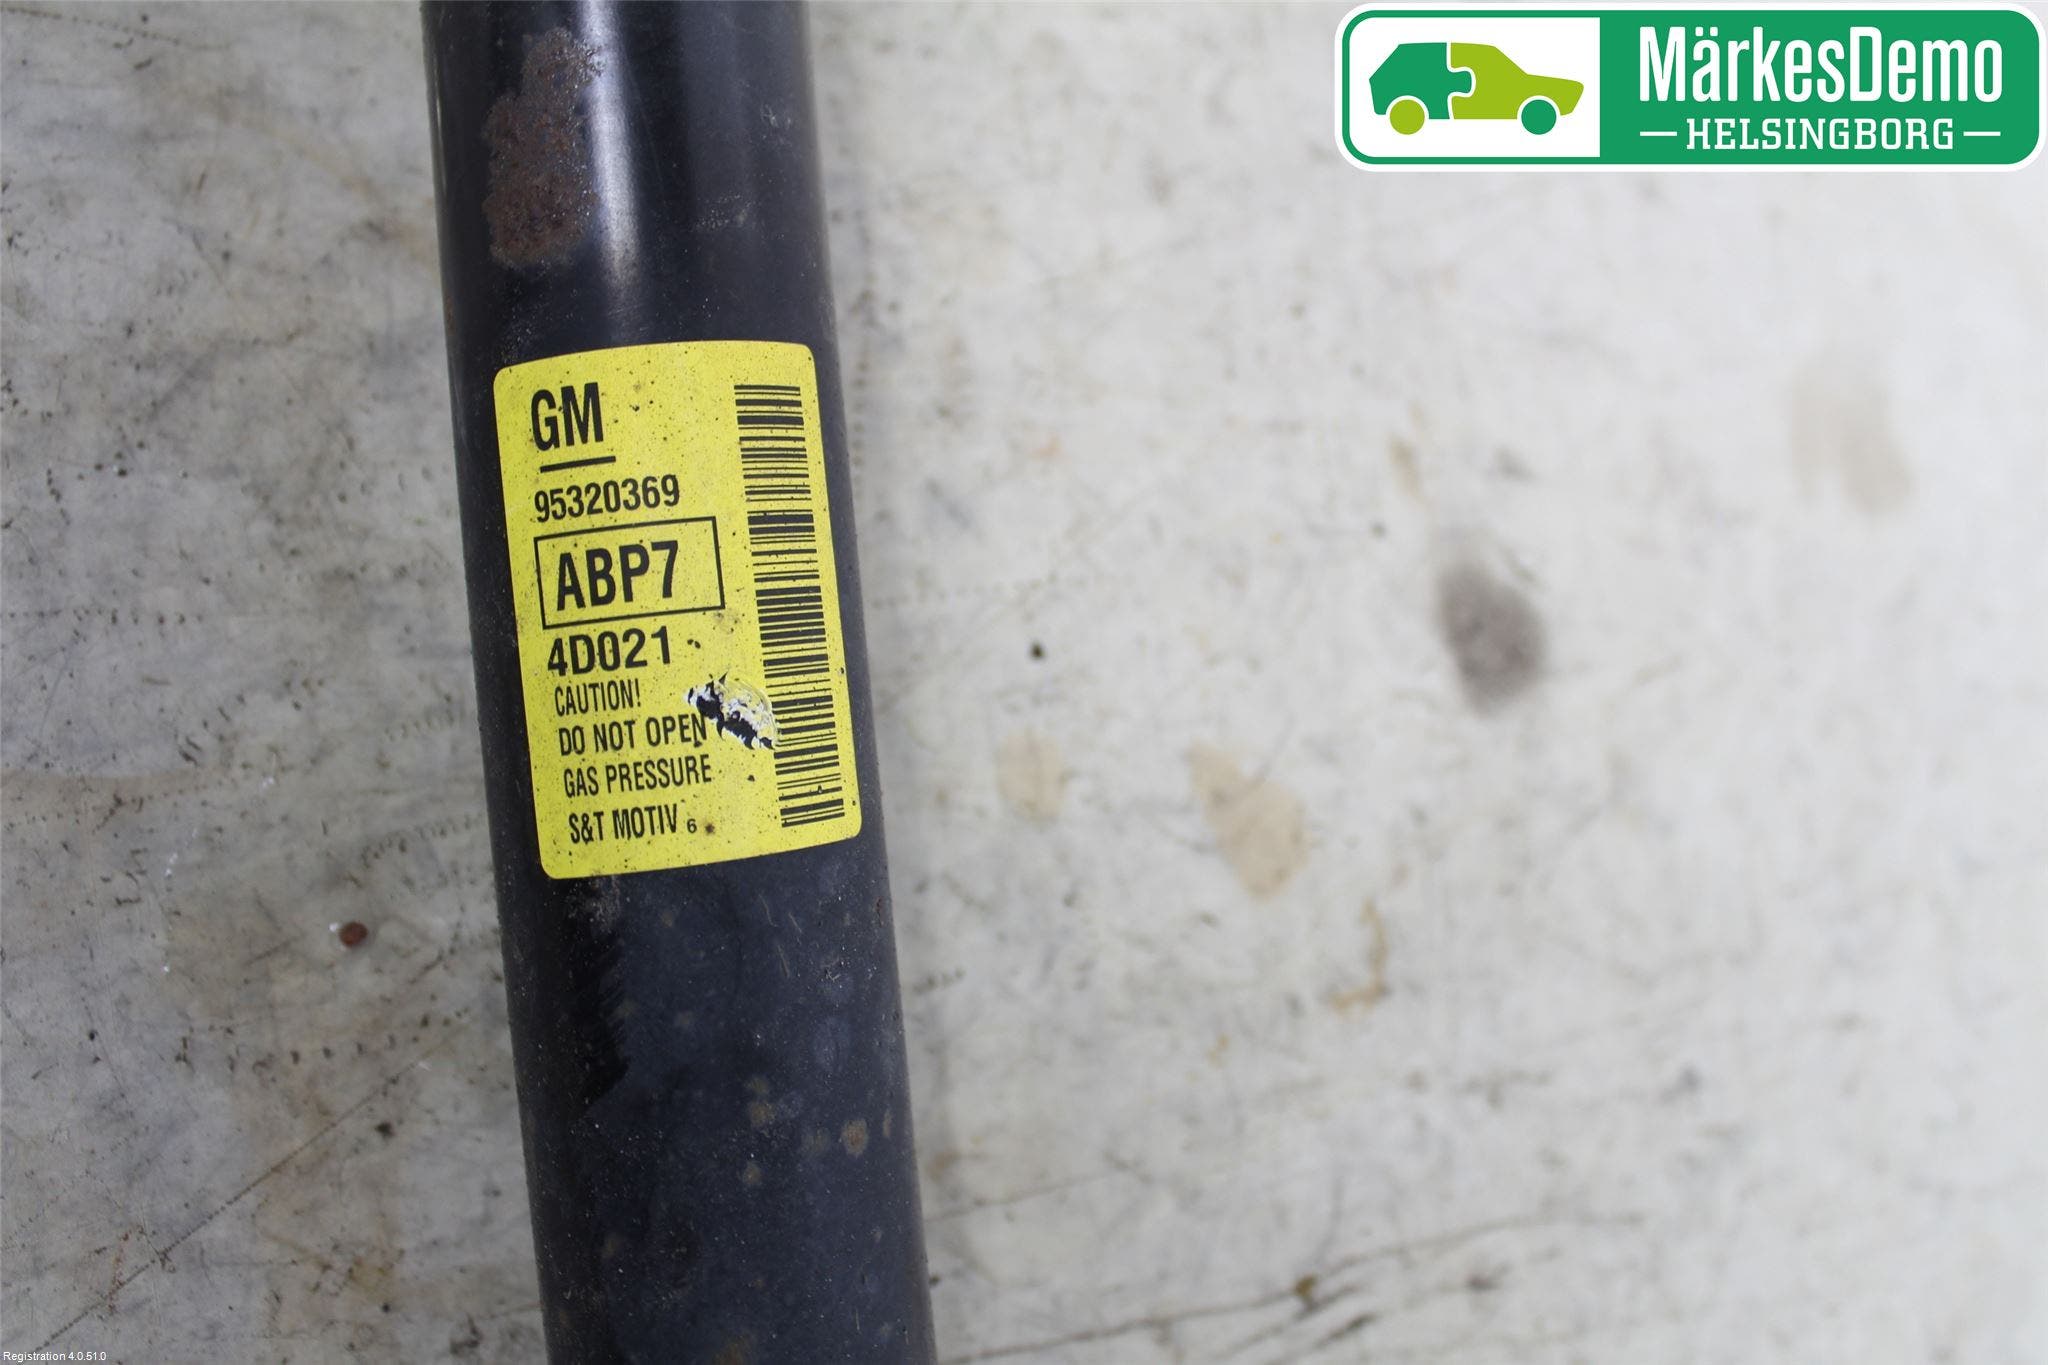 MärkesDemo
HELSINGBORG
GM
95320369
ABP7
4D021
CAUTION!
DO NOT OPEN
GAS PRESSURE
S&T MOTIV 6
Registration 4.0.51.0